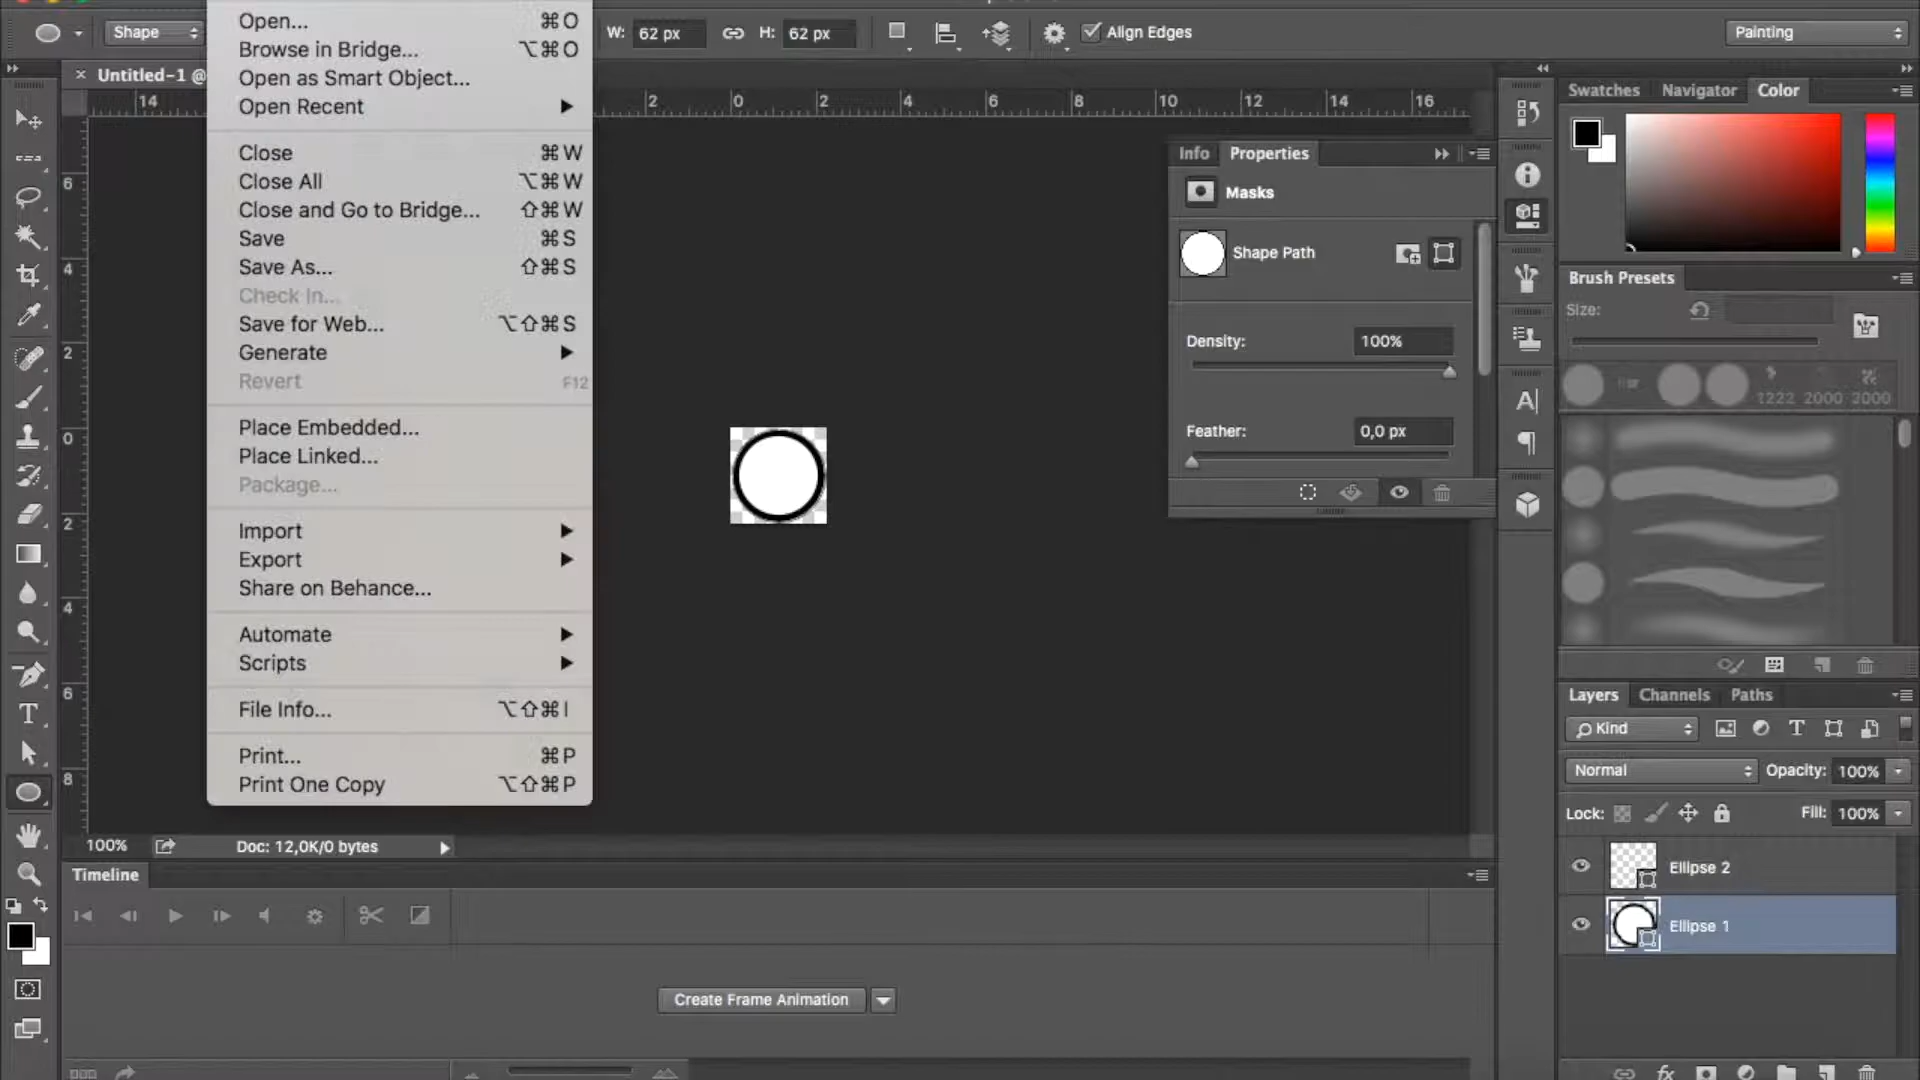 Open... ⌘O
Shape W: 62 px H: 62 px Align Edges Painting
Browse in Bridge... ⌥⌘O
Untitled-1 @
Open as Smart Object...
Open Recent
14 2 0 2 4 6 8 10 12 14 16
Swatches Navigator Color
Close ⌘W
Close All ⌥⌘W
Close and Go to Bridge... ⇧⌘W
Save ⌘S
Save As... ⇧⌘S
Check In...
Save for Web... ⌥⇧⌘S
Generate
Revert F12
Place Embedded...
Place Linked...
Package...
Import
Export
Share on Behance...
Automate
Scripts
File Info... ⌥⇧⌘I
Print... ⌘P
Print One Copy ⌥⇧⌘P
6
4
2
0
2
4
6
8
Info Properties
Masks
Shape Path
Density: 100%
Feather: 0,0 px
Brush Presets
Size:
1222 2000 3000
Layers Channels Paths
Kind
Normal Opacity: 100%
Lock: Fill: 100%
Ellipse 2
Ellipse 1
100% Doc: 12,0K/0 bytes
Timeline
Create Frame Animation